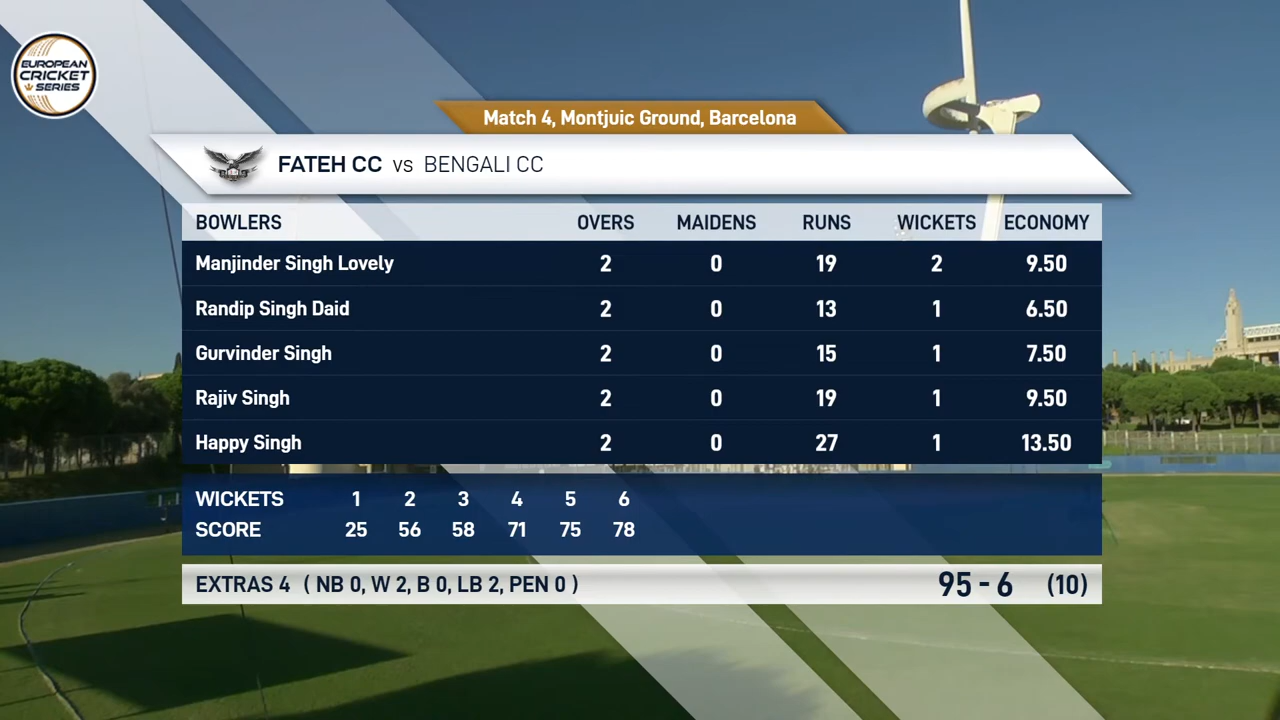 EUROPEAN
CRICKET
SERIES
Match 4, Montjuic Ground, Barcelona
FATEH CC vs BENGALI CC
BOWLERS OVERS MAIDENS RUNS WICKETS ECONOMY
Manjinder Singh Lovely 2 0 19 2 9.50
Randip Singh Daid 2 0 13 1 6.50
Gurvinder Singh 2 0 15 1 7.50
Rajiv Singh 2 0 19 1 9.50
Happy Singh 2 0 27 1 13.50
WICKETS 1 2 3 4 5 6
SCORE 25 56 58 71 75 78
EXTRAS 4 ( NB 0, W 2, B 0, LB 2, PEN 0 ) 95 - 6 (10)